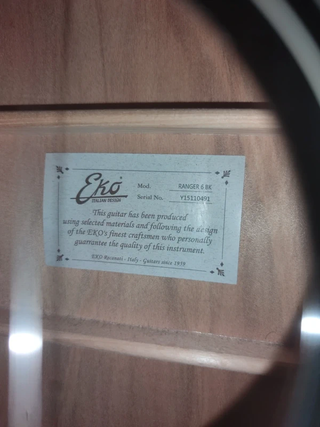 Eko
ITALIAN DESIGN
Mod. RANGER 6 BK
Serial No. Y15110491
This guitar has been produced
using selected materials and following the design
of the EKO's finest craftsmen who personally
guarantee the quality of this instrument.
EKO Recanati - Italy - Guitars since 1959